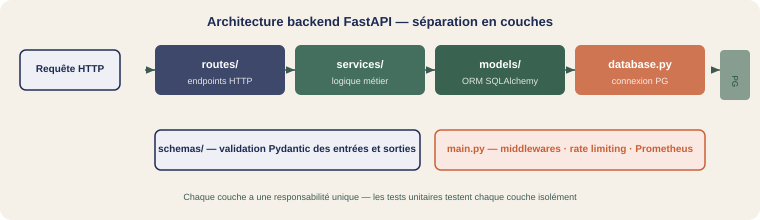 Architecture backend FastAPI — séparation en couches
Requête HTTP
routes/
endpoints HTTP
services/
logique métier
models/
ORM SQLAlchemy
database.py
connexion PG
PG
schemas/ — validation Pydantic des entrées et sorties
main.py — middlewares · rate limiting · Prometheus
Chaque couche a une responsabilité unique — les tests unitaires testent chaque couche isolément